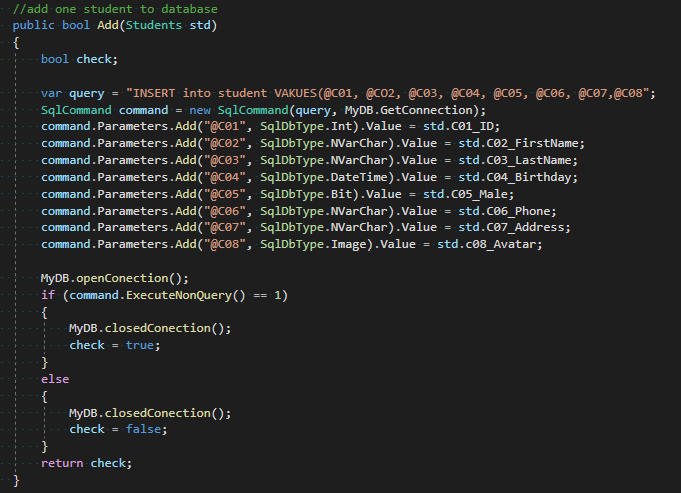 //add one student to database
public bool Add(Students std)
{
bool check;
var query = "INSERT into student VAKUES(@C01, @CO2, @C03, @C04, @C05, @C06, @C07,@C08";
SqlCommand command = new SqlCommand(query, MyDB.GetConnection);
command.Parameters.Add("@C01", SqlDbType.Int).Value = std.C01_ID;
command.Parameters.Add("@C02", SqlDbType.NVarChar).Value = std.C02_FirstName;
command.Parameters.Add("@C03", SqlDbType.NVarChar).Value = std.C03_LastName;
command.Parameters.Add("@C04", SqlDbType.DateTime).Value = std.C04_Birthday;
command.Parameters.Add("@C05", SqlDbType.Bit).Value = std.C05_Male;
command.Parameters.Add("@C06", SqlDbType.NVarChar).Value = std.C06_Phone;
command.Parameters.Add("@C07", SqlDbType.NVarChar).Value = std.C07_Address;
command.Parameters.Add("@C08", SqlDbType.Image).Value = std.c08_Avatar;
MyDB.openConection();
if (command.ExecuteNonQuery() == 1)
{
MyDB.closedConection();
check = true;
}
else
{
MyDB.closedConection();
check = false;
}
return check;
}